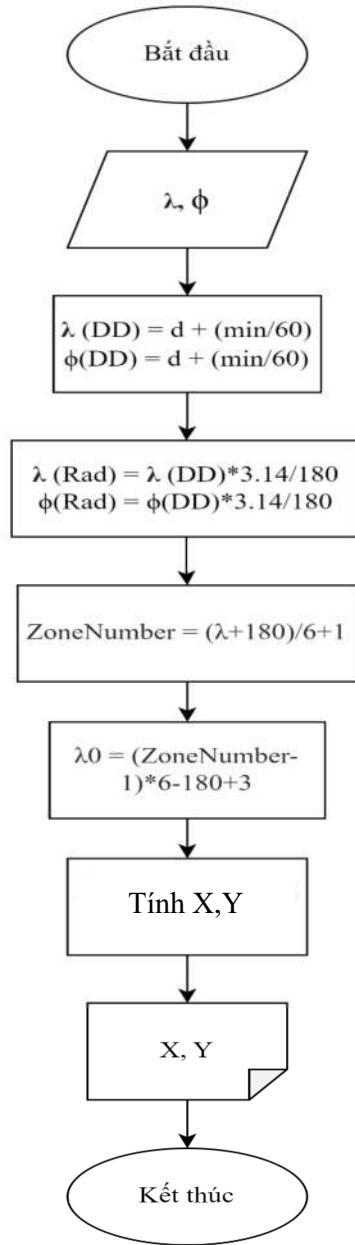 Bắt đầu
λ, ϕ
λ (DD) = d + (min/60)
ϕ(DD) = d + (min/60)
λ (Rad) = λ (DD)*3.14/180
ϕ(Rad) = ϕ(DD)*3.14/180
ZoneNumber = (λ+180)/6+1
λ0 = (ZoneNumber-
1)*6-180+3
Tính X,Y
X, Y
Kết thúc